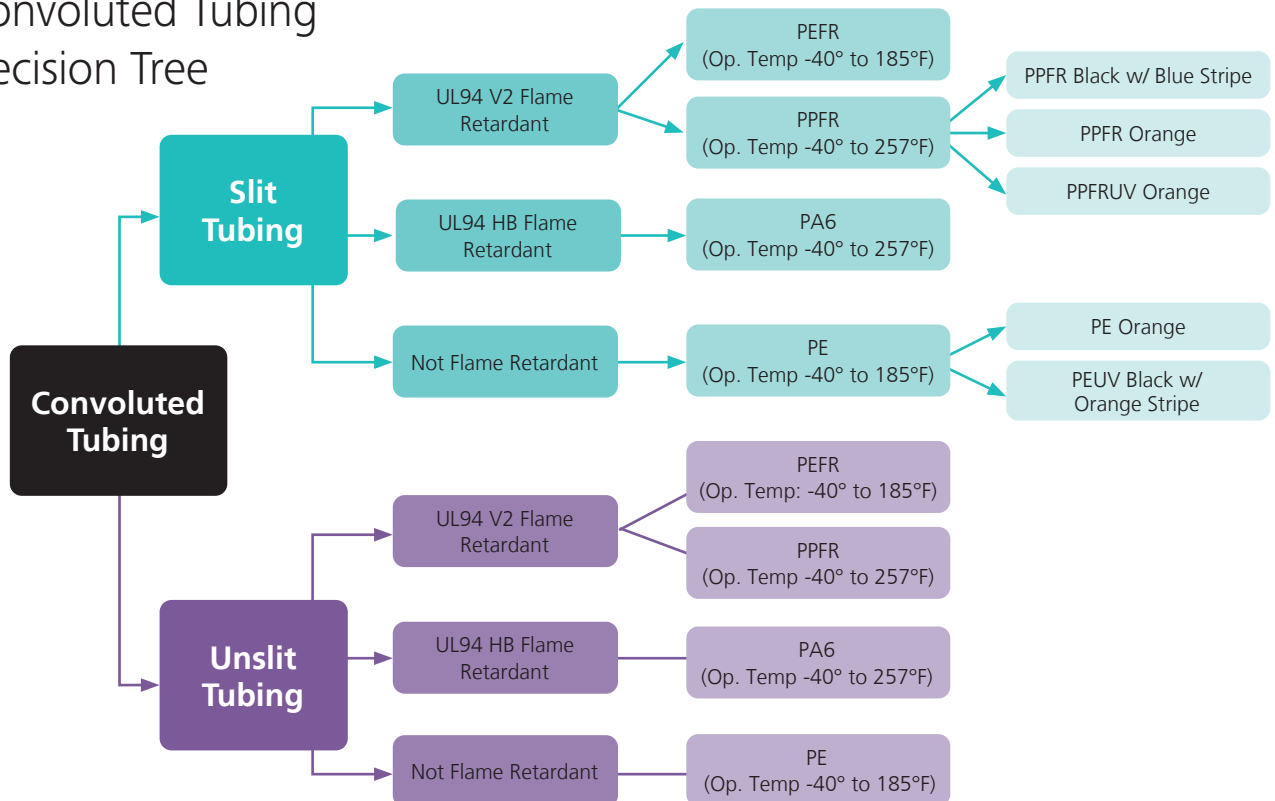 onvoluted Tubing
ecision Tree
Convoluted
Tubing
Slit
Tubing
UL94 V2 Flame
Retardant
PEFR
(Op. Temp -40° to 185°F)
PPFR
(Op. Temp -40° to 257°F)
PPFR Black w/ Blue Stripe
PPFR Orange
PPFRUV Orange
UL94 HB Flame
Retardant
PA6
(Op. Temp -40° to 257°F)
Not Flame Retardant
PE
(Op. Temp -40° to 185°F)
PE Orange
PEUV Black w/
Orange Stripe
Unslit
Tubing
UL94 V2 Flame
Retardant
PEFR
(Op. Temp: -40° to 185°F)
PPFR
(Op. Temp -40° to 257°F)
UL94 HB Flame
Retardant
PA6
(Op. Temp -40° to 257°F)
Not Flame Retardant
PE
(Op. Temp -40° to 185°F)